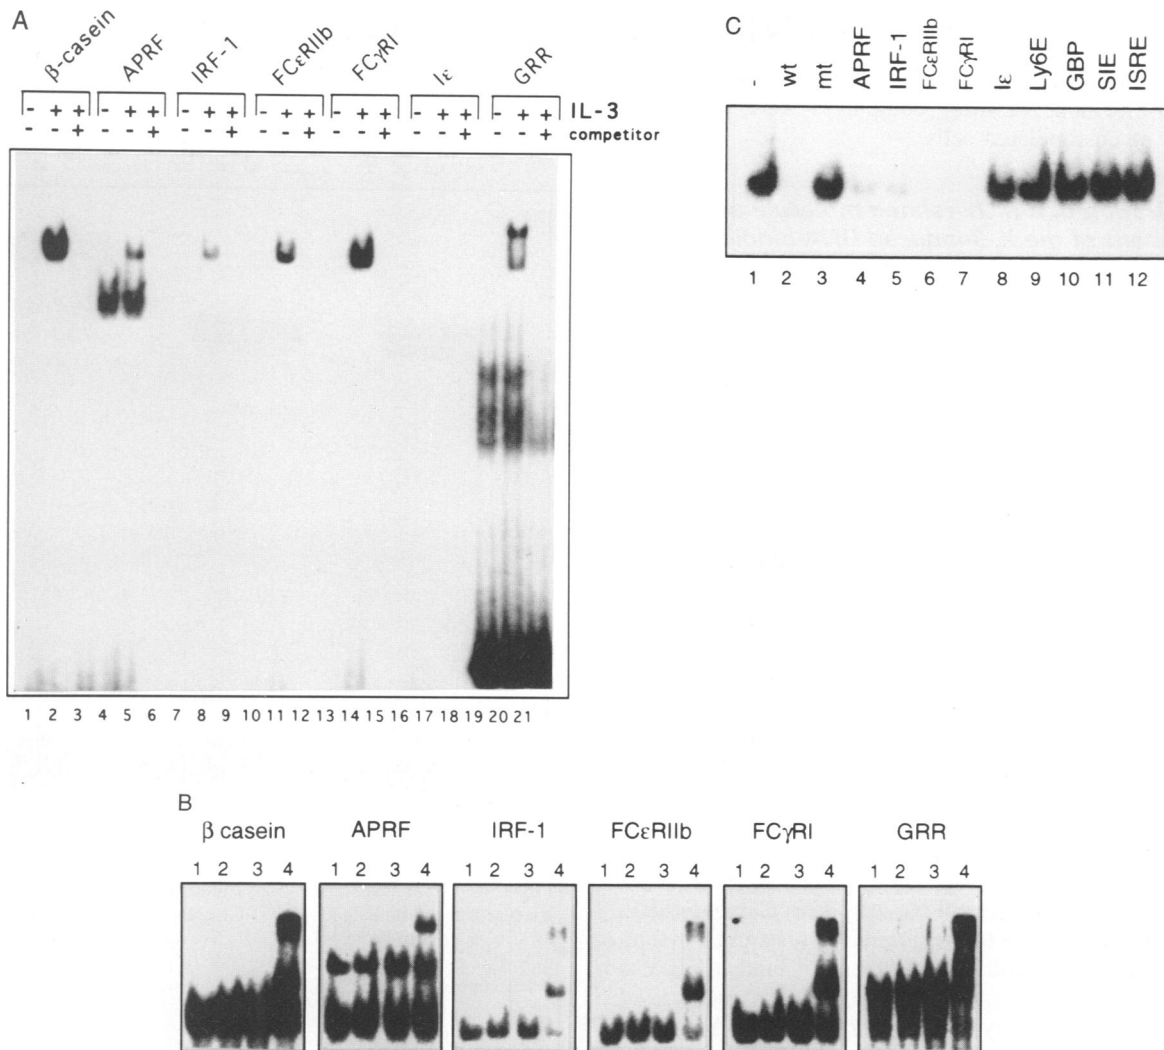 A
β-casein APRF IRF-1 FCεRIIb FCγRI Iε GRR
- + + - + + - + + - + + - + + - + + - + + IL-3
- - + - - + - - + - - + - - + - - + - - + competitor
1 2 3 4 5 6 7 8 9 10 11 12 13 14 15 16 17 18 19 20 21
C
- wt mt APRF IRF-1 FCεRIIb FCγRI Iε Ly6E GBP SIE ISRE
1 2 3 4 5 6 7 8 9 10 11 12
B
β casein APRF IRF-1 FCεRIIb FCγRI GRR
1 2 3 4 1 2 3 4 1 2 3 4 1 2 3 4 1 2 3 4 1 2 3 4